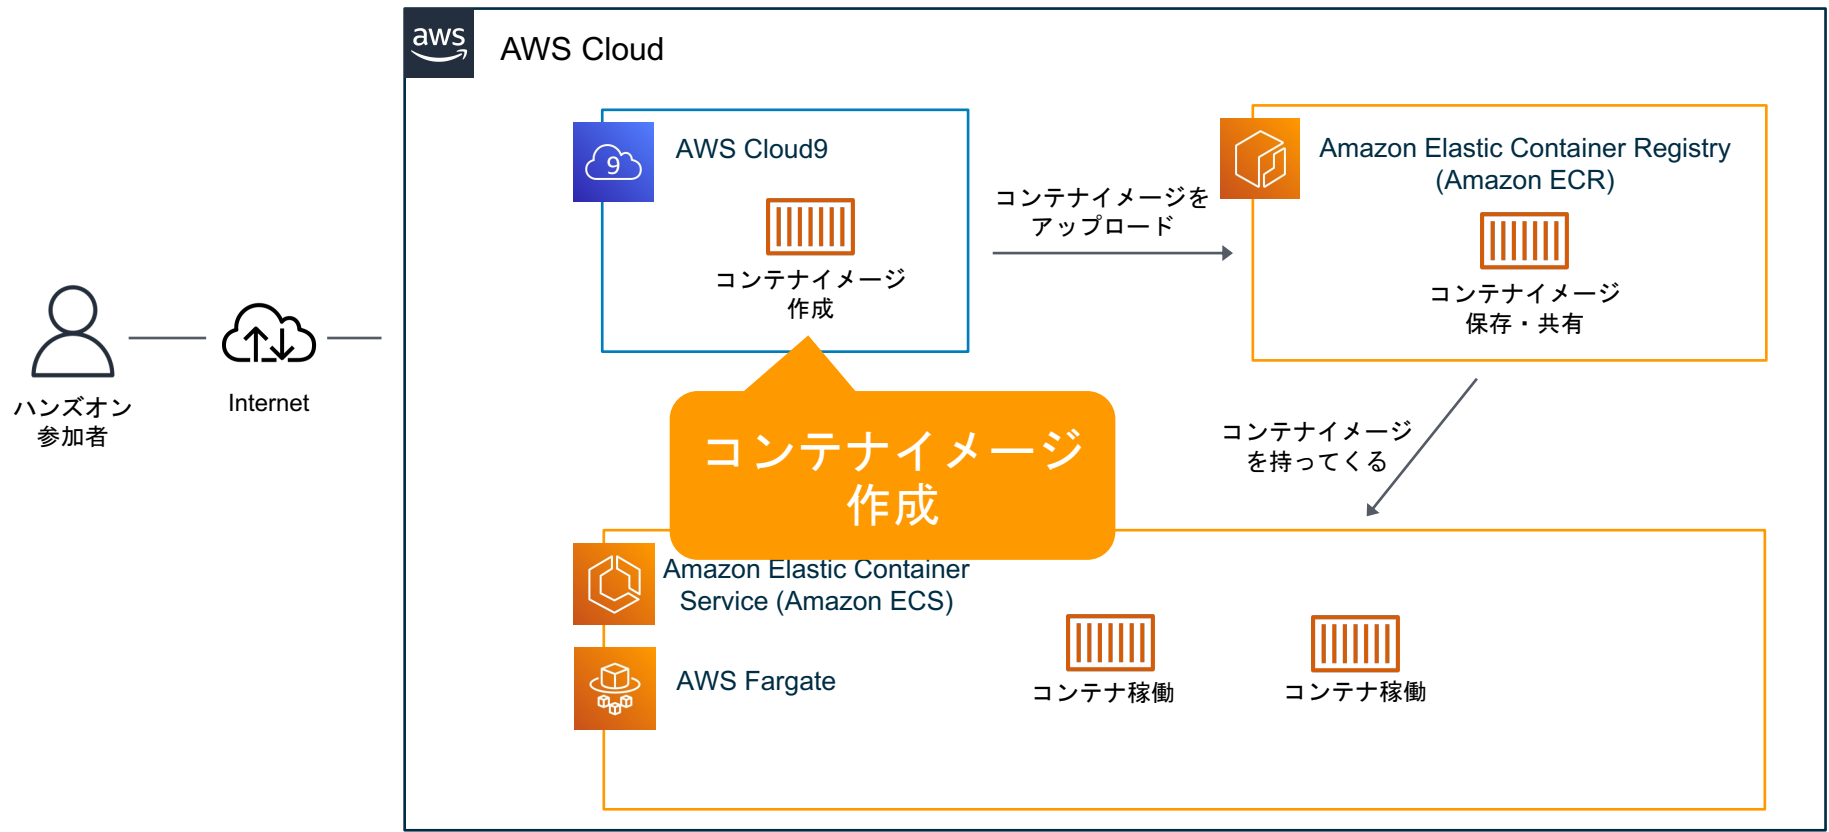 aws
AWS Cloud
AWS Cloud9
9
コンテナイメージ
作成
コンテナイメージを
アップロード
Amazon Elastic Container Registry
(Amazon ECR)
コンテナイメージ
保存・共有
ハンズオン
参加者
Internet
コンテナイメージ
作成
コンテナイメージ
を持ってくる
Amazon Elastic Container
Service (Amazon ECS)
AWS Fargate
コンテナ稼働
コンテナ稼働